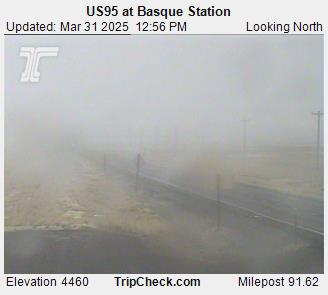 US95 at Basque Station
Updated: Mar 31 2025 12:56 PM Looking North
Elevation 4460 TripCheck.com Milepost 91.62